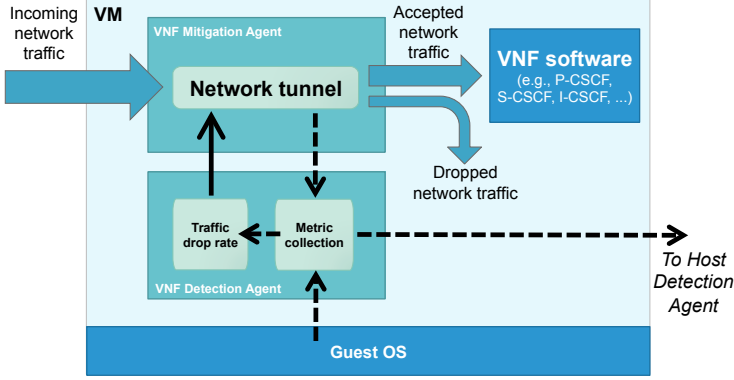 Incoming
network
traffic
VM
VNF Mitigation Agent
Network tunnel
Accepted
network
traffic
VNF software
(e.g., P-CSCF,
S-CSCF, I-CSCF, ...)
Dropped
network traffic
Traffic
drop rate
Metric
collection
VNF Detection Agent
To Host
Detection
Agent
Guest OS